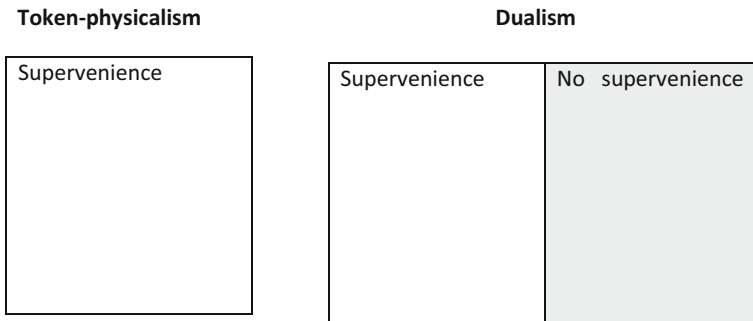 Token-physicalism
Dualism
Supervenience
Supervenience
No supervenience